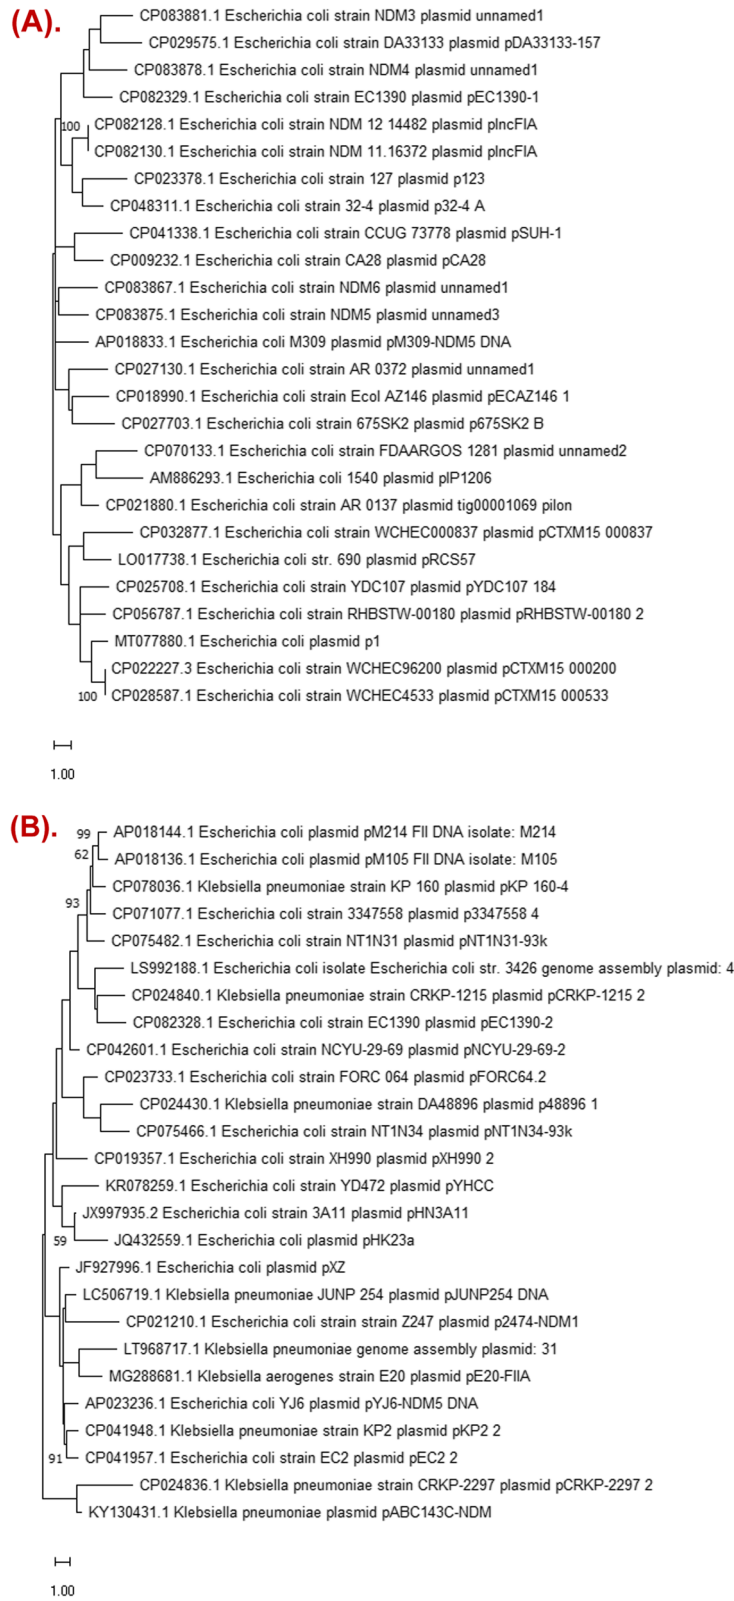 (A).
CP083881.1 Escherichia coli strain NDM3 plasmid unnamed1
CP029575.1 Escherichia coli strain DA33133 plasmid pDA33133-157
CP083878.1 Escherichia coli strain NDM4 plasmid unnamed1
CP082329.1 Escherichia coli strain EC1390 plasmid pEC1390-1
100
CP082128.1 Escherichia coli strain NDM 12 14482 plasmid pIncFIA
CP082130.1 Escherichia coli strain NDM 11.16372 plasmid pIncFIA
CP023378.1 Escherichia coli strain 127 plasmid p123
CP048311.1 Escherichia coli strain 32-4 plasmid p32-4 A
CP041338.1 Escherichia coli strain CCUG 73778 plasmid pSUH-1
CP009232.1 Escherichia coli strain CA28 plasmid pCA28
CP083867.1 Escherichia coli strain NDM6 plasmid unnamed1
CP083875.1 Escherichia coli strain NDM5 plasmid unnamed3
AP018833.1 Escherichia coli M309 plasmid pM309-NDM5 DNA
CP027130.1 Escherichia coli strain AR 0372 plasmid unnamed1
CP018990.1 Escherichia coli strain Ecol AZ146 plasmid pECAZ146 1
CP027703.1 Escherichia coli strain 675SK2 plasmid p675SK2 B
CP070133.1 Escherichia coli strain FDAARGOS 1281 plasmid unnamed2
AM886293.1 Escherichia coli 1540 plasmid pIP1206
CP021880.1 Escherichia coli strain AR 0137 plasmid tig00001069 pilon
CP032877.1 Escherichia coli strain WCHEC000837 plasmid pCTXM15 000837
LO017738.1 Escherichia coli str. 690 plasmid pRCS57
CP025708.1 Escherichia coli strain YDC107 plasmid pYDC107 184
CP056787.1 Escherichia coli strain RHBSTW-00180 plasmid pRHBSTW-00180 2
MT077880.1 Escherichia coli plasmid p1
CP022227.3 Escherichia coli strain WCHEC96200 plasmid pCTXM15 000200
100
CP028587.1 Escherichia coli strain WCHEC4533 plasmid pCTXM15 000533
1.00
(B).
99
AP018144.1 Escherichia coli plasmid pM214 FII DNA isolate: M214
62
AP018136.1 Escherichia coli plasmid pM105 FII DNA isolate: M105
CP078036.1 Klebsiella pneumoniae strain KP 160 plasmid pKP 160-4
93
CP071077.1 Escherichia coli strain 3347558 plasmid p3347558 4
CP075482.1 Escherichia coli strain NT1N31 plasmid pNT1N31-93k
LS992188.1 Escherichia coli isolate Escherichia coli str. 3426 genome assembly plasmid: 4
CP024840.1 Klebsiella pneumoniae strain CRKP-1215 plasmid pCRKP-1215 2
CP082328.1 Escherichia coli strain EC1390 plasmid pEC1390-2
CP042601.1 Escherichia coli strain NCYU-29-69 plasmid pNCYU-29-69-2
CP023733.1 Escherichia coli strain FORC 064 plasmid pFORC64.2
CP024430.1 Klebsiella pneumoniae strain DA48896 plasmid p48896 1
CP075466.1 Escherichia coli strain NT1N34 plasmid pNT1N34-93k
CP019357.1 Escherichia coli strain XH990 plasmid pXH990 2
KR078259.1 Escherichia coli strain YD472 plasmid pYHCC
JX997935.2 Escherichia coli strain 3A11 plasmid pHN3A11
59
JQ432559.1 Escherichia coli plasmid pHK23a
JF927996.1 Escherichia coli plasmid pXZ
LC506719.1 Klebsiella pneumoniae JUNP 254 plasmid pJUNP254 DNA
CP021210.1 Escherichia coli strain strain Z247 plasmid p2474-NDM1
LT968717.1 Klebsiella pneumoniae genome assembly plasmid: 31
MG288681.1 Klebsiella aerogenes strain E20 plasmid pE20-FIIA
AP023236.1 Escherichia coli YJ6 plasmid pYJ6-NDM5 DNA
CP041948.1 Klebsiella pneumoniae strain KP2 plasmid pKP2 2
91
CP041957.1 Escherichia coli strain EC2 plasmid pEC2 2
CP024836.1 Klebsiella pneumoniae strain CRKP-2297 plasmid pCRKP-2297 2
KY130431.1 Klebsiella pneumoniae plasmid pABC143C-NDM
1.00